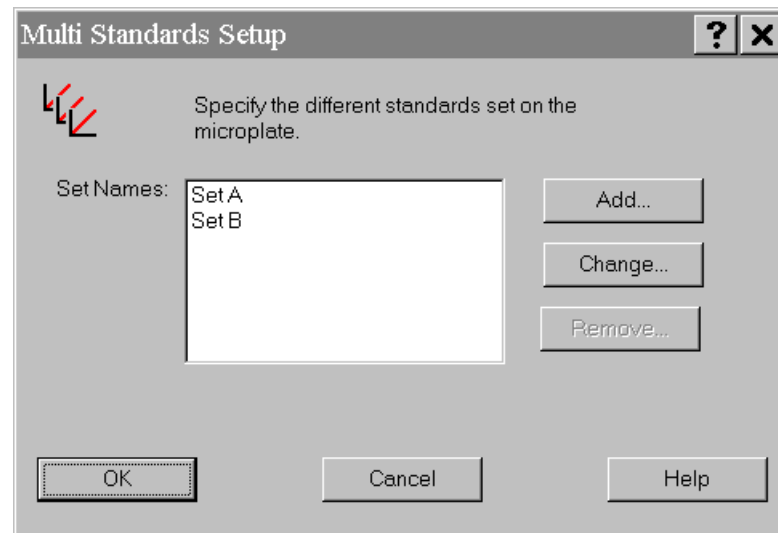 Multi Standards Setup
Specify the different standards set on the
microplate.
Set Names:
Set A
Set B
Add...
Change...
Remove...
OK
Cancel
Help